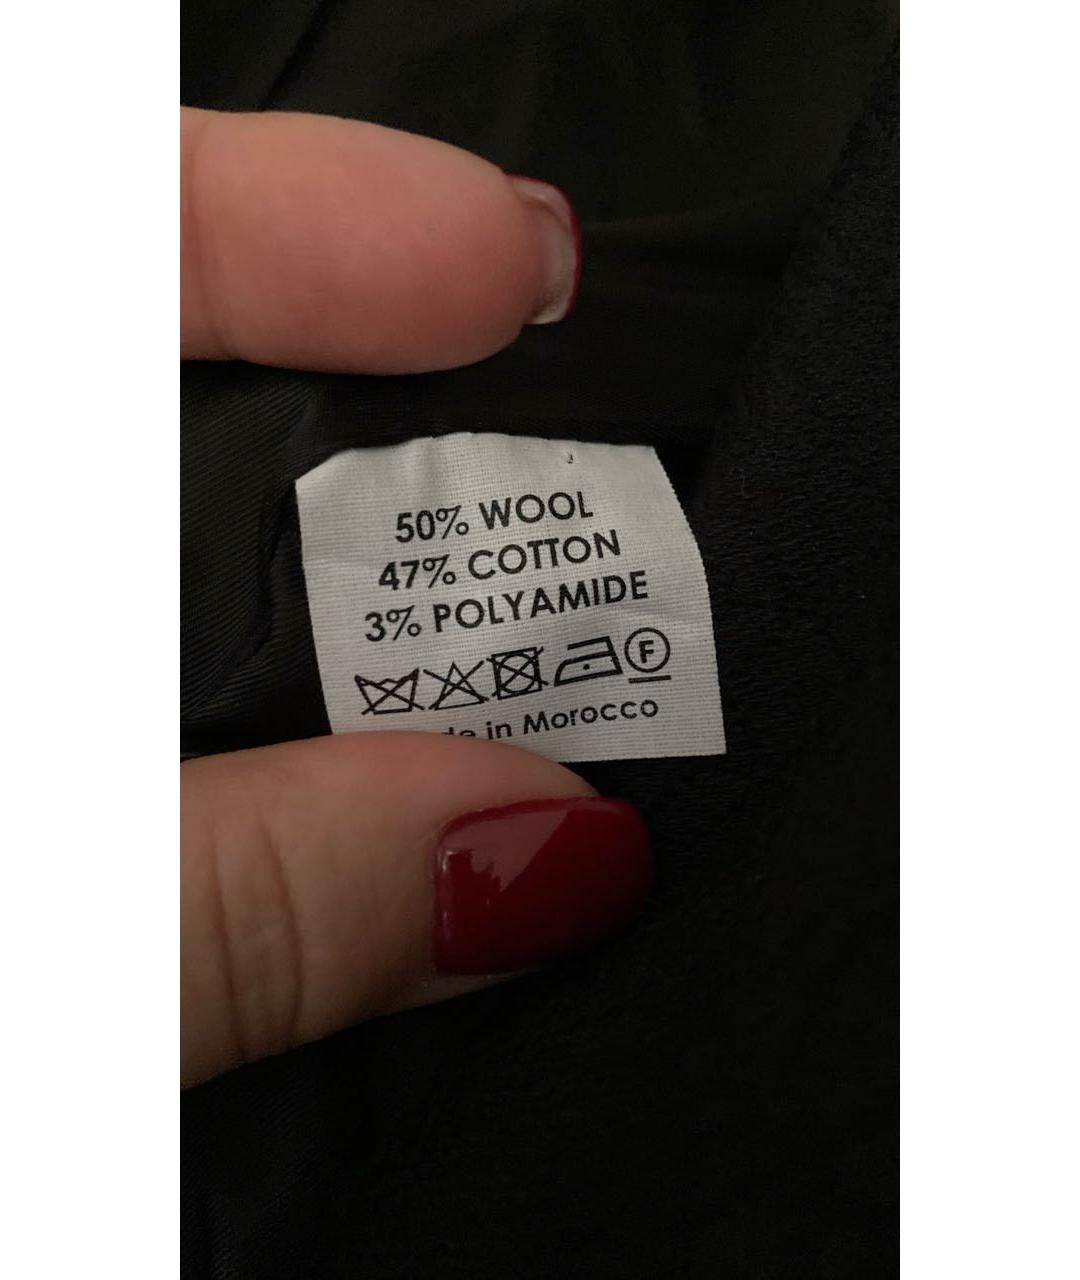 50% WOOL
47% COTTON
3% POLYAMIDE
F
in Morocco